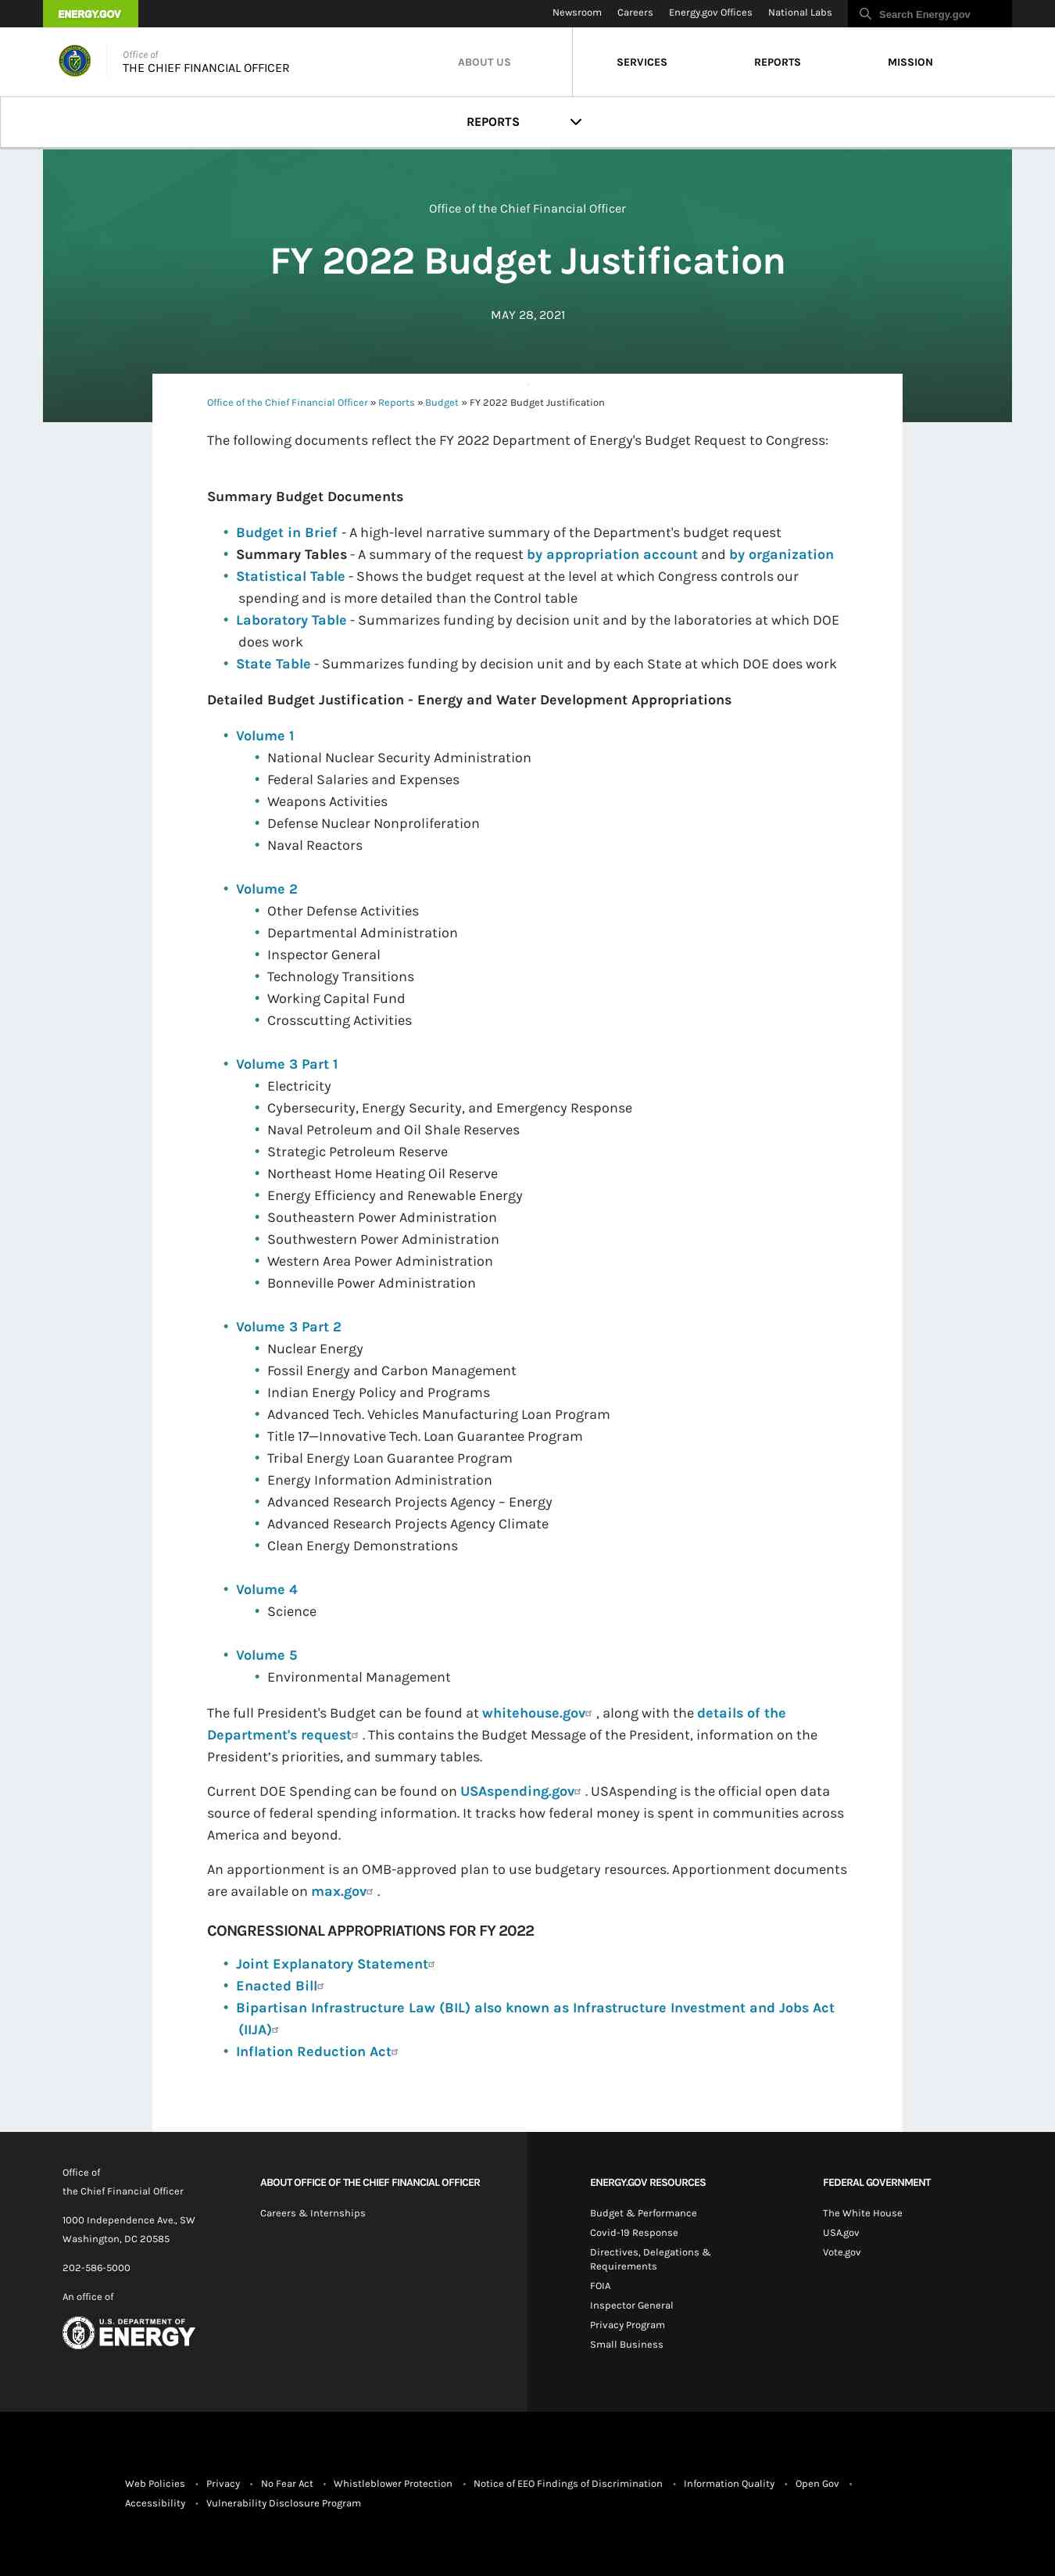 ENERGY.GOV
Newsroom Careers Energy.gov Offices National Labs Search Energy.gov
Office of
THE CHIEF FINANCIAL OFFICER
ABOUT US SERVICES REPORTS MISSION
REPORTS
Office of the Chief Financial Officer
FY 2022 Budget Justification
MAY 28, 2021
Office of the Chief Financial Officer » Reports » Budget » FY 2022 Budget Justification
The following documents reflect the FY 2022 Department of Energy's Budget Request to Congress:
Summary Budget Documents
• Budget in Brief - A high-level narrative summary of the Department's budget request
• Summary Tables - A summary of the request by appropriation account and by organization
• Statistical Table - Shows the budget request at the level at which Congress controls our
spending and is more detailed than the Control table
• Laboratory Table - Summarizes funding by decision unit and by the laboratories at which DOE
does work
• State Table - Summarizes funding by decision unit and by each State at which DOE does work
Detailed Budget Justification - Energy and Water Development Appropriations
• Volume 1
• National Nuclear Security Administration
• Federal Salaries and Expenses
• Weapons Activities
• Defense Nuclear Nonproliferation
• Naval Reactors
• Volume 2
• Other Defense Activities
• Departmental Administration
• Inspector General
• Technology Transitions
• Working Capital Fund
• Crosscutting Activities
• Volume 3 Part 1
• Electricity
• Cybersecurity, Energy Security, and Emergency Response
• Naval Petroleum and Oil Shale Reserves
• Strategic Petroleum Reserve
• Northeast Home Heating Oil Reserve
• Energy Efficiency and Renewable Energy
• Southeastern Power Administration
• Southwestern Power Administration
• Western Area Power Administration
• Bonneville Power Administration
• Volume 3 Part 2
• Nuclear Energy
• Fossil Energy and Carbon Management
• Indian Energy Policy and Programs
• Advanced Tech. Vehicles Manufacturing Loan Program
• Title 17—Innovative Tech. Loan Guarantee Program
• Tribal Energy Loan Guarantee Program
• Energy Information Administration
• Advanced Research Projects Agency – Energy
• Advanced Research Projects Agency Climate
• Clean Energy Demonstrations
• Volume 4
• Science
• Volume 5
• Environmental Management
The full President's Budget can be found at whitehouse.gov , along with the details of the
Department's request . This contains the Budget Message of the President, information on the
President’s priorities, and summary tables.
Current DOE Spending can be found on USAspending.gov . USAspending is the official open data
source of federal spending information. It tracks how federal money is spent in communities across
America and beyond.
An apportionment is an OMB-approved plan to use budgetary resources. Apportionment documents
are available on max.gov .
CONGRESSIONAL APPROPRIATIONS FOR FY 2022
• Joint Explanatory Statement
• Enacted Bill
• Bipartisan Infrastructure Law (BIL) also known as Infrastructure Investment and Jobs Act
(IIJA)
• Inflation Reduction Act
Office of
the Chief Financial Officer
1000 Independence Ave., SW
Washington, DC 20585
202-586-5000
An office of
U.S. DEPARTMENT OF
ENERGY
ABOUT OFFICE OF THE CHIEF FINANCIAL OFFICER
Careers & Internships
ENERGY.GOV RESOURCES
Budget & Performance
Covid-19 Response
Directives, Delegations &
Requirements
FOIA
Inspector General
Privacy Program
Small Business
FEDERAL GOVERNMENT
The White House
USA.gov
Vote.gov
Web Policies • Privacy • No Fear Act • Whistleblower Protection • Notice of EEO Findings of Discrimination • Information Quality • Open Gov •
Accessibility • Vulnerability Disclosure Program